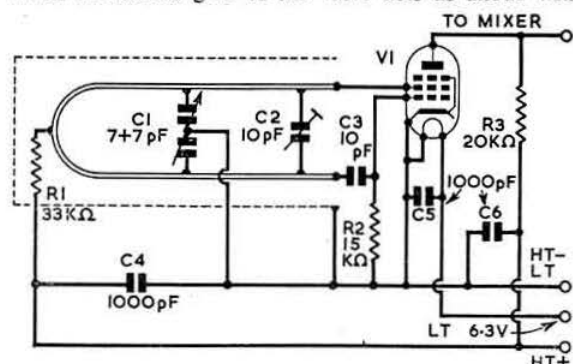 TO MIXER
V1
C1
7+7pF
C2
10pF
C3
10
pF
R3
20KΩ
1000pF
R1
33KΩ
R2
15
KΩ
C5
C6
C4
1000pF
HT-
LT
LT
6·3V
HT+